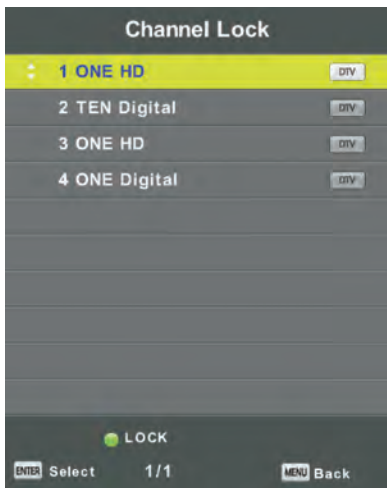 Channel Lock
1 ONE HD DTV
2 TEN Digital DTV
3 ONE HD DTV
4 ONE Digital DTV
LOCK
ENTER Select 1/1 MENU Back